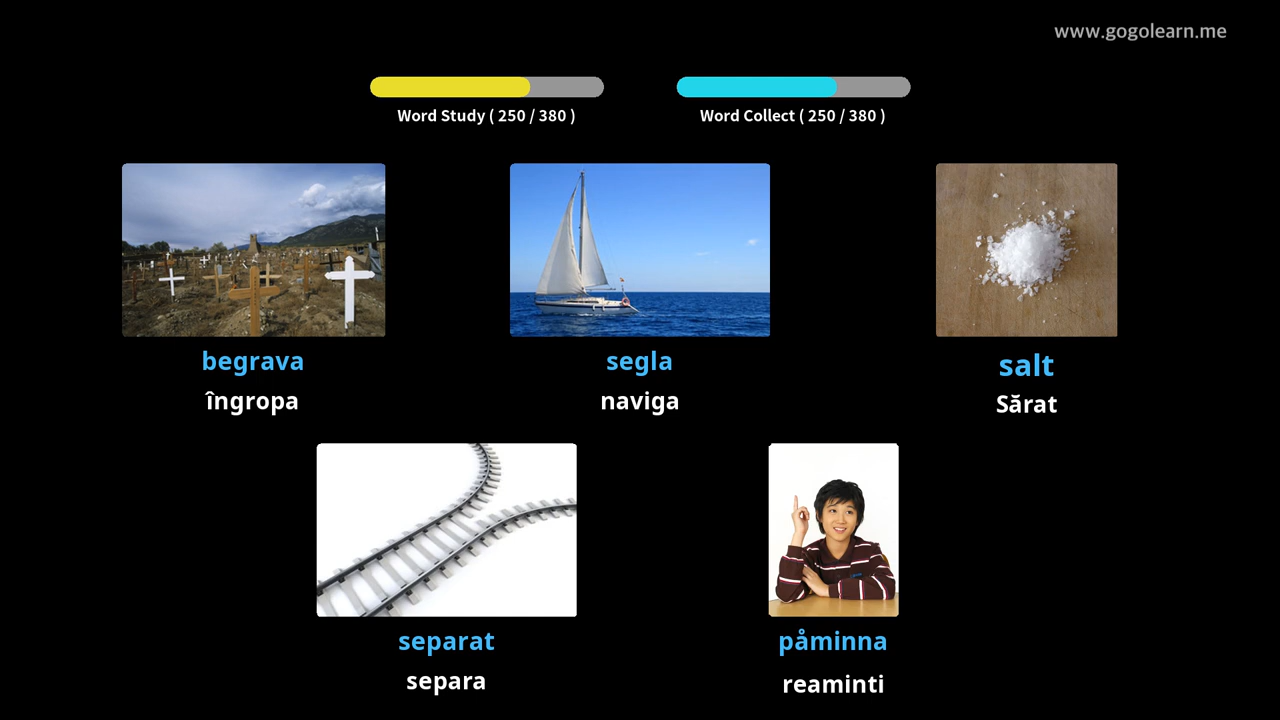 www.gogolearn.me
Word Study ( 250 / 380 )
Word Collect ( 250 / 380 )
begrava
îngropa
segla
naviga
salt
Sărat
separat
separa
påminna
reaminti